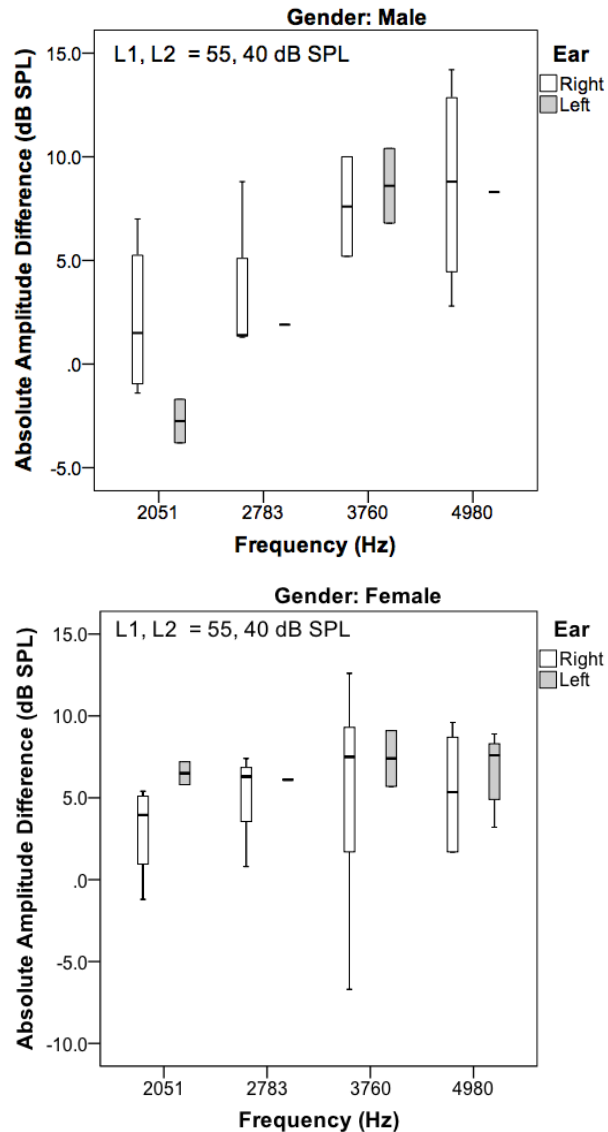 Gender: Male
L1, L2 = 55, 40 dB SPL
Ear
Right
Left
Absolute Amplitude Difference (dB SPL)
15.0
10.0
5.0
.0
-5.0
2051 2783 3760 4980
Frequency (Hz)
Gender: Female
L1, L2 = 55, 40 dB SPL
Ear
Right
Left
Absolute Amplitude Difference (dB SPL)
15.0
10.0
5.0
.0
-5.0
-10.0
2051 2783 3760 4980
Frequency (Hz)